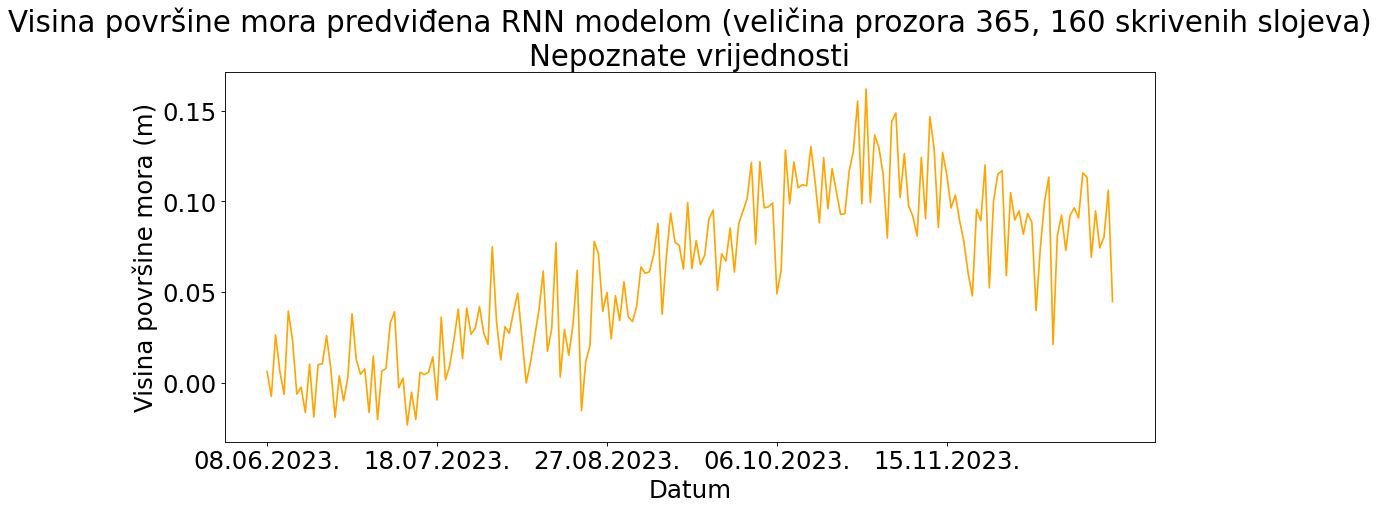 Visina površine mora predviđena RNN modelom (veličina prozora 365, 160 skrivenih slojeva)
Nepoznate vrijednosti
Visina površine mora (m)
0.15
0.10
0.05
0.00
08.06.2023. 18.07.2023. 27.08.2023. 06.10.2023. 15.11.2023.
Datum